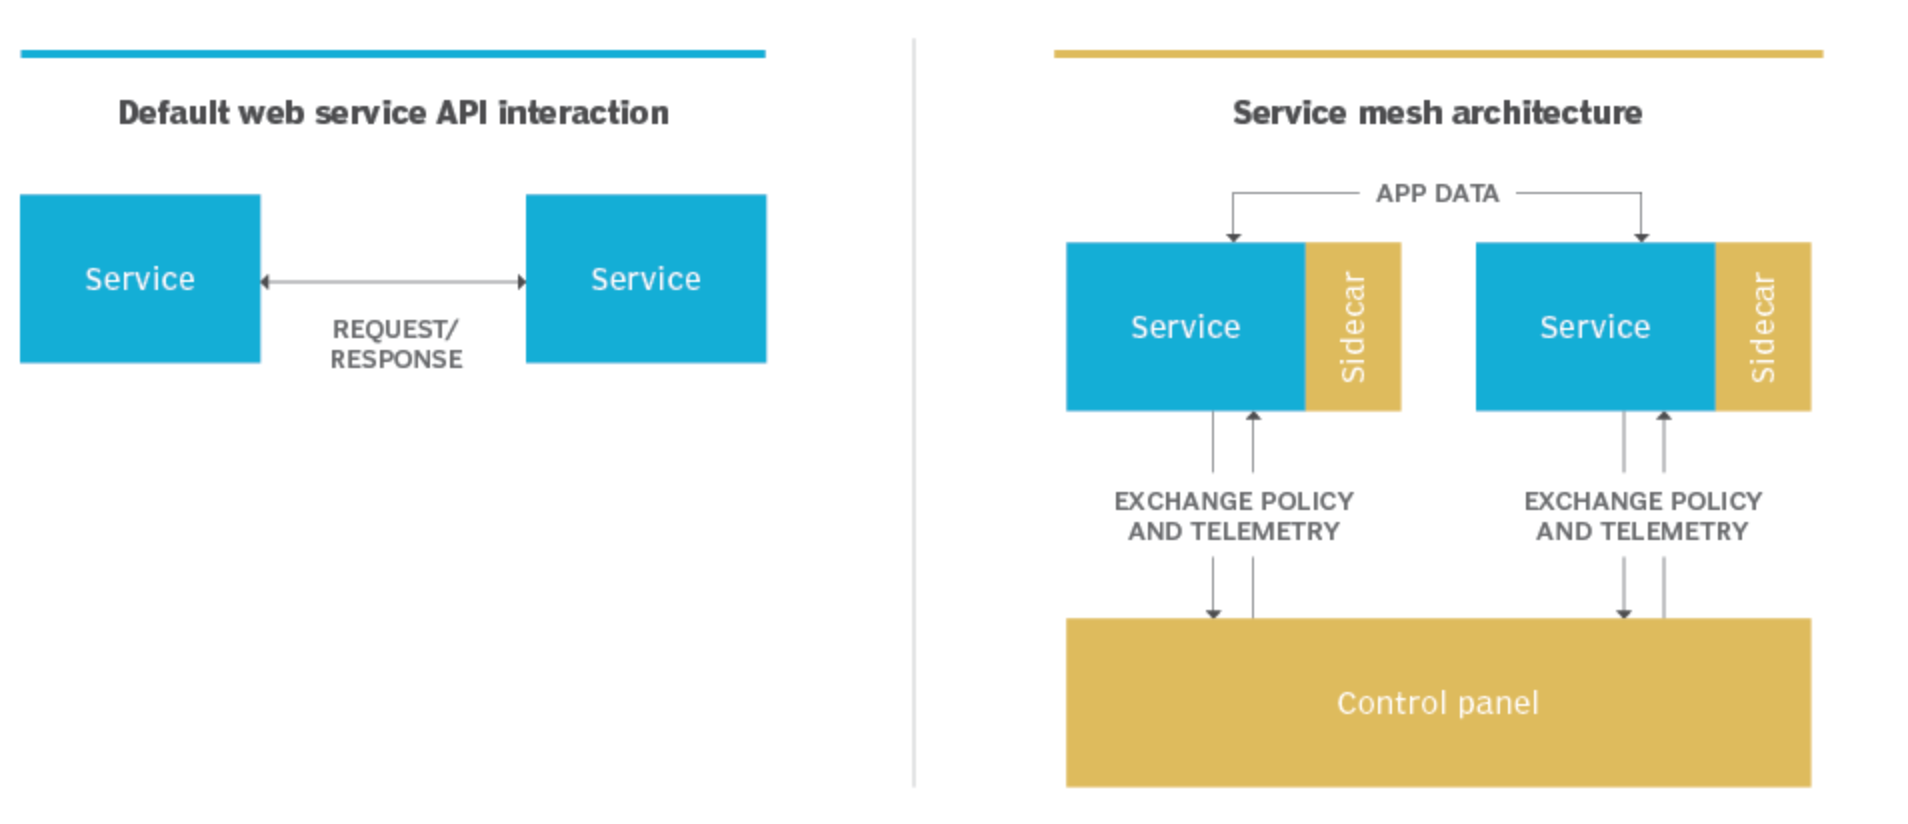 Default web service API interaction
Service
Service
REQUEST/
RESPONSE
Service mesh architecture
APP DATA
Service
Sidecar
Service
Sidecar
EXCHANGE POLICY
AND TELEMETRY
EXCHANGE POLICY
AND TELEMETRY
Control panel